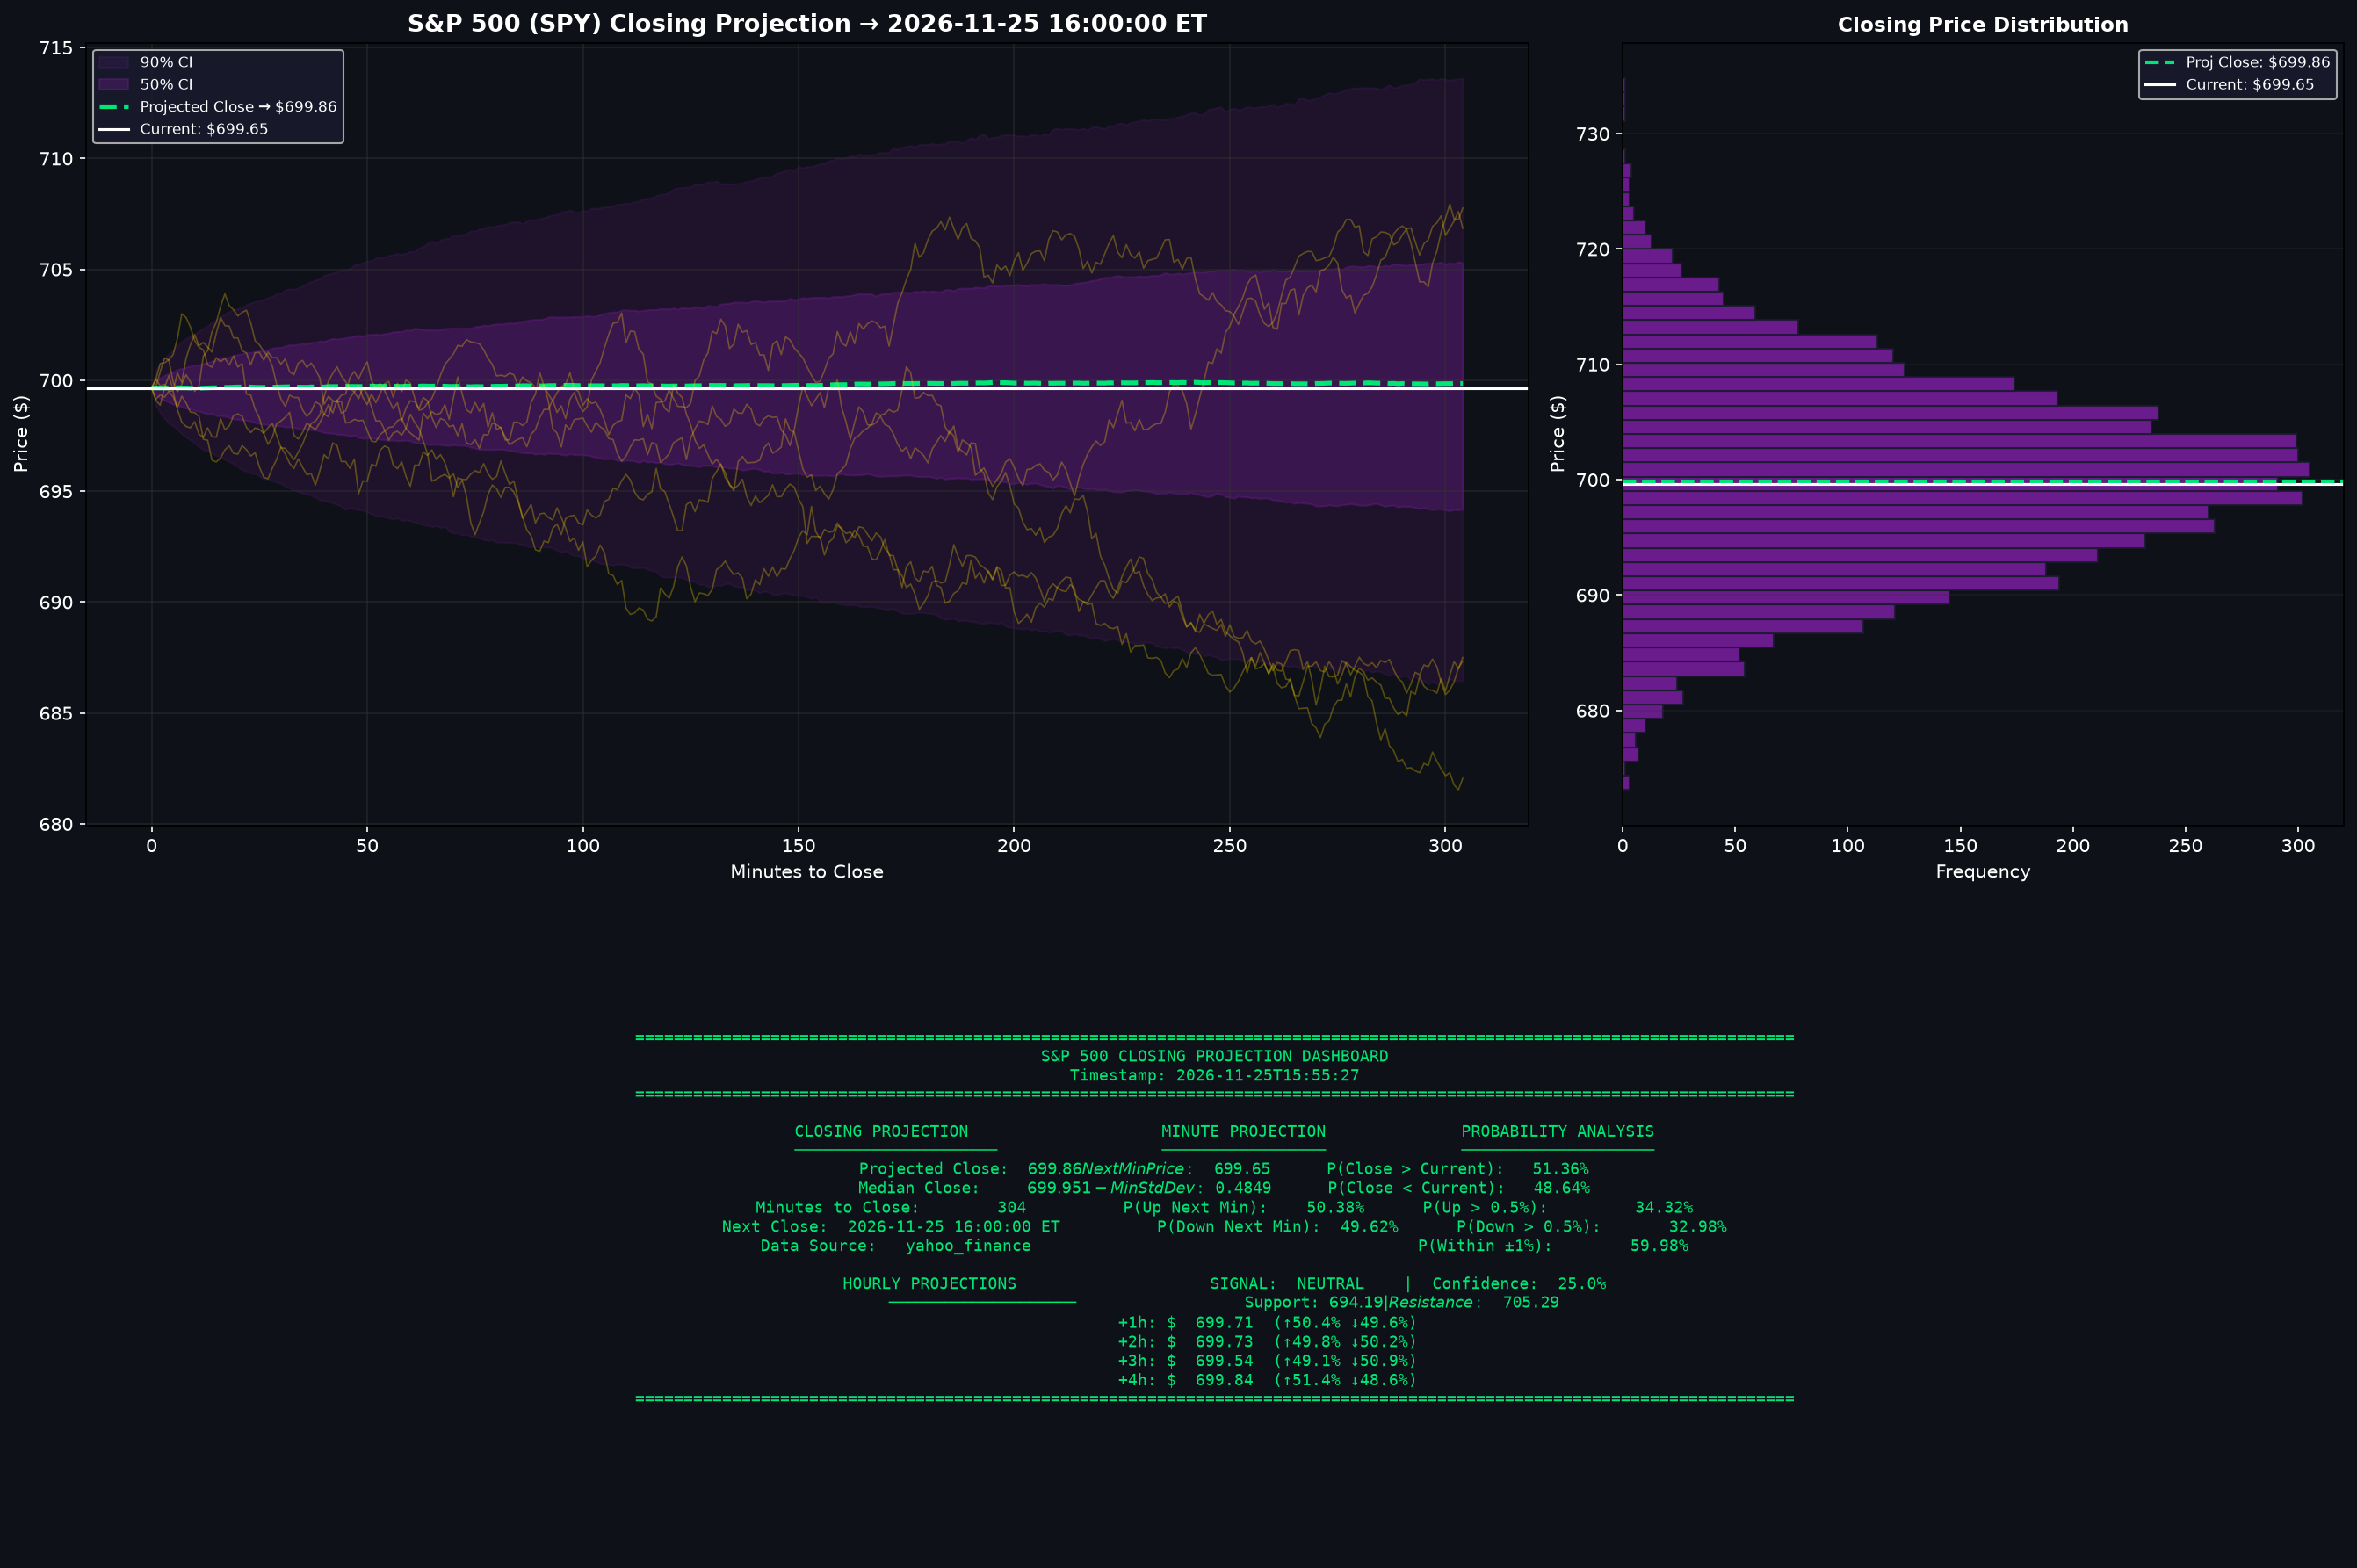 S&P 500 (SPY) Closing Projection → 2026-11-25 16:00:00 ET
90% CI
50% CI
Projected Close → $699.86
Current: $699.65
715
710
705
700
695
690
685
680
Price ($)
0 50 100 150 200 250 300
Minutes to Close
Closing Price Distribution
Proj Close: $699.86
Current: $699.65
730
720
710
700
690
680
Price ($)
0 50 100 150 200 250 300
Frequency
========================================================================================================================
S&P 500 CLOSING PROJECTION DASHBOARD
Timestamp: 2026-11-25T15:55:27
========================================================================================================================
CLOSING PROJECTION MINUTE PROJECTION PROBABILITY ANALYSIS
Projected Close: 699.86NextMinPrice: 699.65 P(Close > Current): 51.36%
Median Close: 699.951-MinStdDev: 0.4849 P(Close < Current): 48.64%
Minutes to Close: 304 P(Up Next Min): 50.38% P(Up > 0.5%): 34.32%
Next Close: 2026-11-25 16:00:00 ET P(Down Next Min): 49.62% P(Down > 0.5%): 32.98%
Data Source: yahoo_finance P(Within ±1%): 59.98%
HOURLY PROJECTIONS SIGNAL: NEUTRAL | Confidence: 25.0%
Support: 694.19|Resistance: 705.29
+1h: $ 699.71 (↑50.4% ↓49.6%)
+2h: $ 699.73 (↑49.8% ↓50.2%)
+3h: $ 699.54 (↑49.1% ↓50.9%)
+4h: $ 699.84 (↑51.4% ↓48.6%)
========================================================================================================================